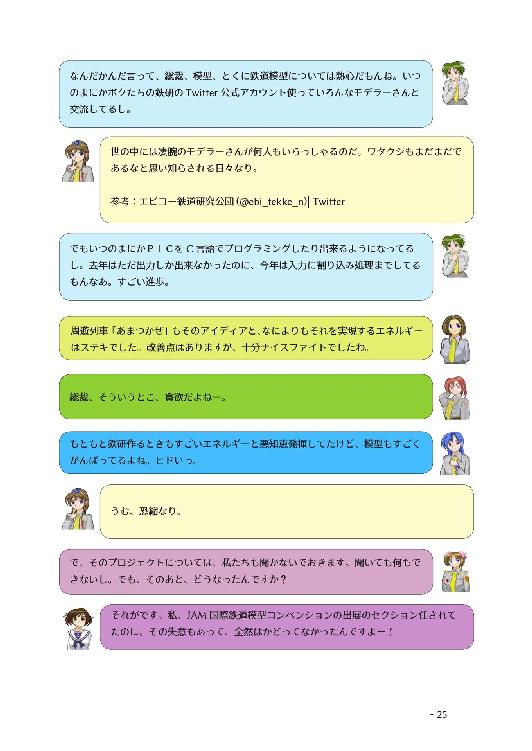 なんだかんだ言って、総裁、模型、とくに鉄道模型については熱心だもんね。いつ
のまにかボクたちの鉄研の Twitter 公式アカウント使っていろんなモデラーさんと
交流してるし。
世の中には凄腕のモデラーさんが何人もいらっしゃるのだ。ワタクシもまだまだで
あるなと思い知らされる日々なり。
参考：エビコー鉄道研究公団 (@ebi_tekke_n)| Twitter
でもいつのまにかＰＩＣを C 言語でプログラミングしたり出来るようになってる
し。去年はただ出力しか出来なかったのに、今年は入力に割り込み処理までしてる
もんなあ。すごい進歩。
周遊列車「あまつかぜ」もそのアイディアと、なによりもそれを実現するエネルギー
はステキでした。改善点はありますが、十分ナイスファイトでしたわ。
総裁、そういうとこ、貪欲だよねー。
もともと鉄研作るときもすごいエネルギーと悪知恵発揮してたけど、模型もすごく
がんばってるよね。ヒドいっ。
うむ、恐縮なり。
で、そのプロジェクトについては、私たちも聞かないでおきます。聞いても何もで
きないし。でも、そのあと、どうなったんですか？
それがです。私、JAM 国際鉄道模型コンベンションの出展のセクション任されて
たのに、その失意もあって、全然はかどってなかったんですよー！
- 25